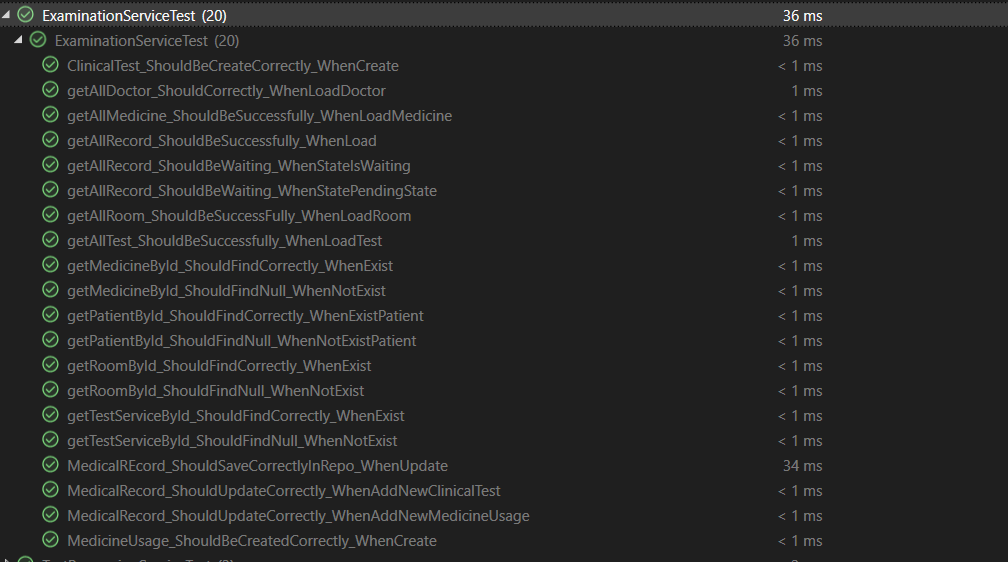 ExaminationServiceTest (20) 36 ms
ExaminationServiceTest (20) 36 ms
ClinicalTest_ShouldBeCreateCorrectly_WhenCreate < 1 ms
getAllDoctor_ShouldCorrectly_WhenLoadDoctor 1 ms
getAllMedicine_ShouldBeSuccessfully_WhenLoadMedicine < 1 ms
getAllRecord_ShouldBeSuccessfully_WhenLoad < 1 ms
getAllRecord_ShouldBeWaiting_WhenStateIsWaiting < 1 ms
getAllRecord_ShouldBeWaiting_WhenStatePendingState < 1 ms
getAllRoom_ShouldBeSuccessFully_WhenLoadRoom < 1 ms
getAllTest_ShouldBeSuccessfully_WhenLoadTest 1 ms
getMedicineById_ShouldFindCorrectly_WhenExist < 1 ms
getMedicineById_ShouldFindNull_WhenNotExist < 1 ms
getPatientById_ShouldFindCorrectly_WhenExistPatient < 1 ms
getPatientById_ShouldFindNull_WhenNotExistPatient < 1 ms
getRoomById_ShouldFindCorrectly_WhenExist < 1 ms
getRoomById_ShouldFindNull_WhenNotExist < 1 ms
getTestServiceById_ShouldFindCorrectly_WhenExist < 1 ms
getTestServiceById_ShouldFindNull_WhenNotExist < 1 ms
MedicalREcord_ShouldSaveCorrectlyInRepo_WhenUpdate 34 ms
MedicalRecord_ShouldUpdateCorrectly_WhenAddNewClinicalTest < 1 ms
MedicalRecord_ShouldUpdateCorrectly_WhenAddNewMedicineUsage < 1 ms
MedicineUsage_ShouldBeCreatedCorrectly_WhenCreate < 1 ms